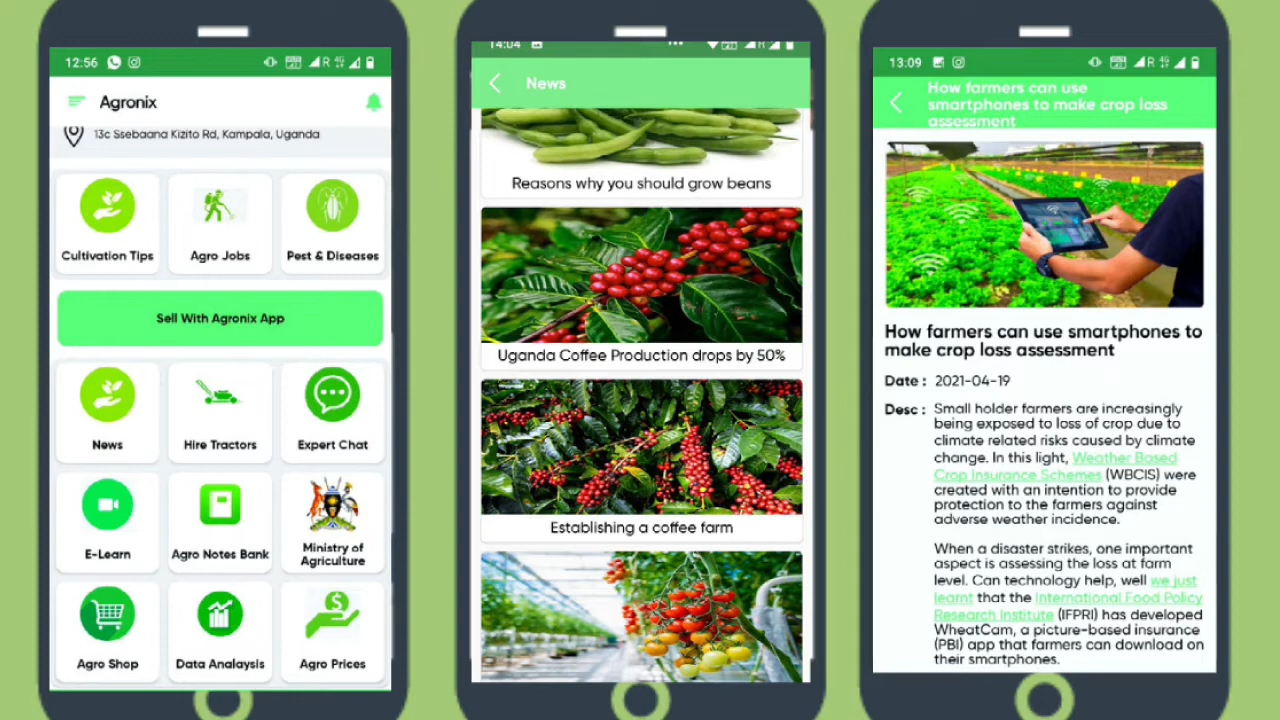 12:56
R
Agronix
13c Ssebaana Kizito Rd, Kampala, Uganda
Cultivation Tips
Agro Jobs
Pest & Diseases
Sell With Agronix App
News
Hire Tractors
Expert Chat
E-Learn
Agro Notes Bank
Ministry of
Agriculture
Agro Shop
Data Analaysis
Agro Prices
14:04
R
News
Reasons why you should grow beans
Uganda Coffee Production drops by 50%
Establishing a coffee farm
13:09
R
How farmers can use
smartphones to make crop loss
assessment
How farmers can use smartphones to
make crop loss assessment
Date : 2021-04-19
Desc : Small holder farmers are increasingly
being exposed to loss of crop due to
climate related risks caused by climate
change. In this light, Weather Based
Crop Insurance Schemes (WBCIS) were
created with an intention to provide
protection to the farmers against
adverse weather incidence.
When a disaster strikes, one important
aspect is assessing the loss at farm
level. Can technology help, well we just
learnt that the International Food Policy
Research Institute (IFPRI) has developed
WheatCam, a picture-based insurance
(PBI) app that farmers can download on
their smartphones.